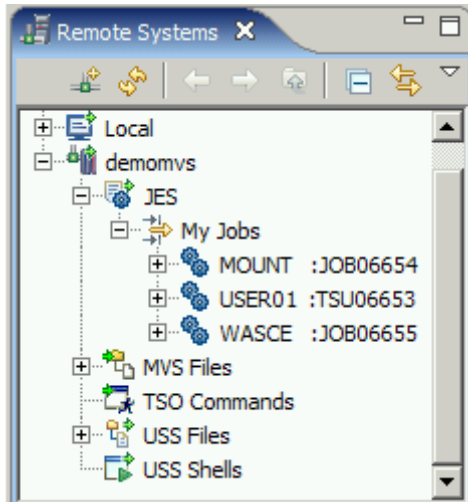 Remote Systems
Local
demomvs
JES
My Jobs
MOUNT :JOB06654
USER01 :TSU06653
WASCE :JOB06655
MVS Files
TSO Commands
USS Files
USS Shells